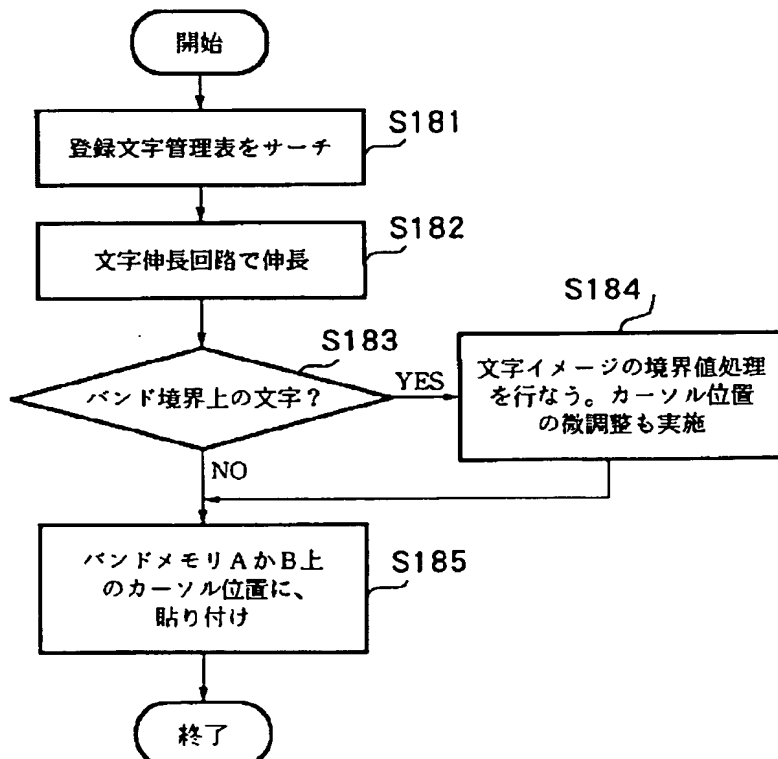 開始
S181
登録文字管理表をサーチ
S182
文字伸長回路で伸長
S183
バンド境界上の文字?
YES
S184
文字イメージの境界値処理
を行なう。カーソル位置
の微調整も実施
NO
S185
バンドメモリAかB上
のカーソル位置に、
貼り付け
終了